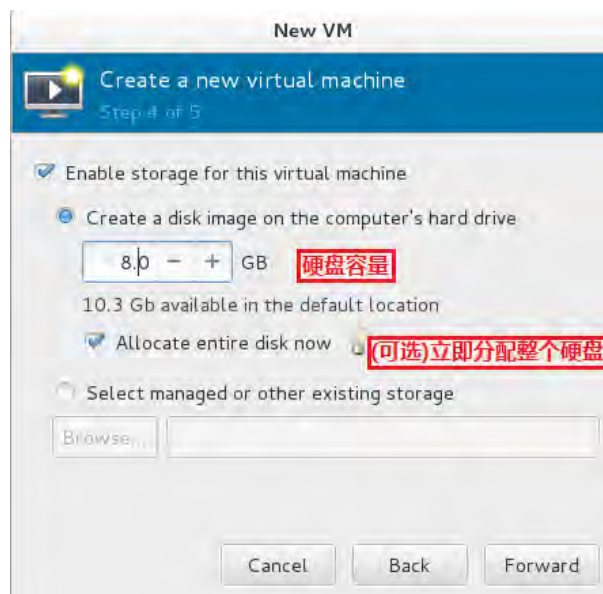 New VM
Create a new virtual machine
Step 4 of 5
Enable storage for this virtual machine
Create a disk image on the computer's hard drive
8.0 − + GB 硬盘容量
10.3 Gb available in the default location
Allocate entire disk now (可选)立即分配整个硬盘
Select managed or other existing storage
Browse...
Cancel Back Forward